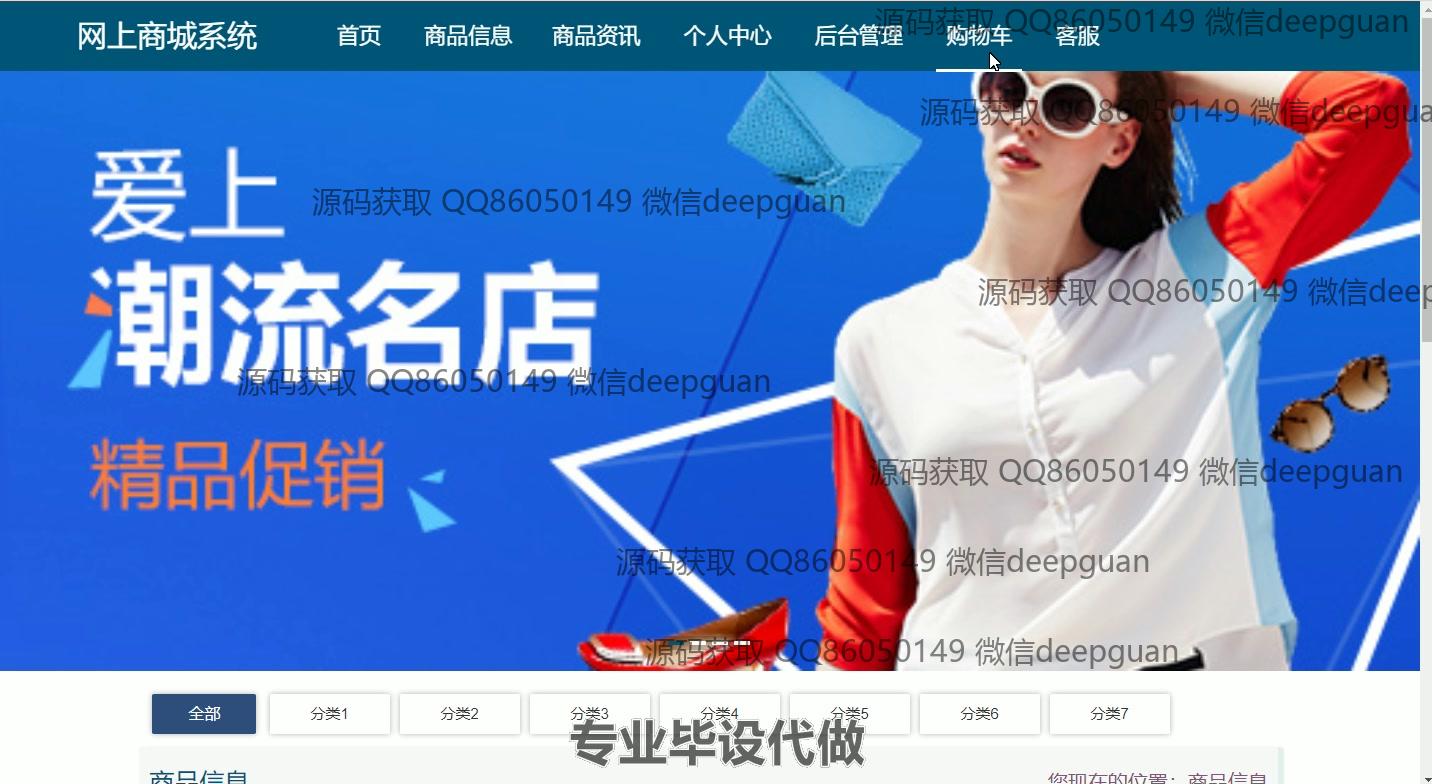 网上商城系统 首页 商品信息 商品资讯 个人中心 后台管理 购物车 客服
源码获取 QQ86050149 微信deepguan
源码获取 QQ86050149 微信deepgua
爱上
源码获取 QQ86050149 微信deepguan
潮流名店
源码获取 QQ86050149 微信deep
源码获取 QQ86050149 微信deepguan
精品促销
源码获取 QQ86050149 微信deepguan
源码获取 QQ86050149 微信deepguan
源码获取 QQ86050149 微信deepguan
全部 分类1 分类2 分类3 分类4 分类5 分类6 分类7
专业毕设代做
商品信息 您现在的位置：商品信息